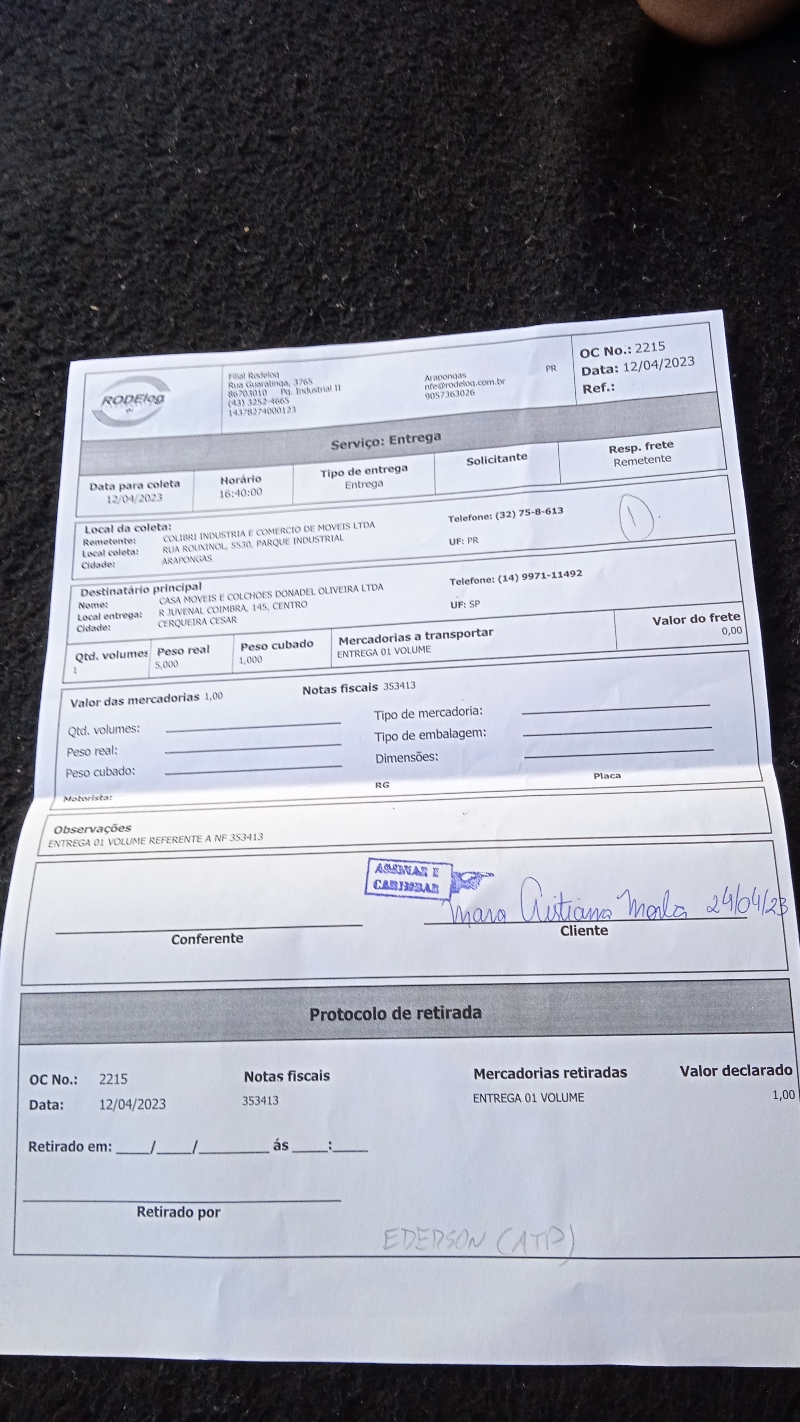 RODElog
Filial Rodelog
Rua Guaratinga, 3765
86703010 Pq. Industrial II
(43) 3252-4665
14378274000123
Arapongas PR
nfe@rodelog.com.br
9057363026
OC No.: 2215
Data: 12/04/2023
Ref.:
Serviço: Entrega
Data para coleta Horário Tipo de entrega Solicitante Resp. frete
12/04/2023 16:40:00 Entrega Remetente
Local da coleta:
Remetente: COLIBRI INDUSTRIA E COMERCIO DE MOVEIS LTDA Telefone: (32) 75-8-613
Local coleta: RUA ROUXINOL, 5530, PARQUE INDUSTRIAL UF: PR
Cidade: ARAPONGAS
1
Destinatário principal
Nome: CASA MOVEIS E COLCHOES DONADEL OLIVEIRA LTDA Telefone: (14) 9971-11492
Local entrega: R JUVENAL COIMBRA, 145, CENTRO UF: SP
Cidade: CERQUEIRA CESAR
Qtd. volumes Peso real Peso cubado Mercadorias a transportar Valor do frete
1 5,000 1,000 ENTREGA 01 VOLUME 0,00
Valor das mercadorias 1,00 Notas fiscais 353413
Qtd. volumes: Tipo de mercadoria:
Peso real: Tipo de embalagem:
Peso cubado: Dimensões:
Motorista: RG Placa
Observações
ENTREGA 01 VOLUME REFERENTE A NF 353413
ASSINAR E
CARIMBAR
Mara Cristiana 24/04/23
Conferente Cliente
Protocolo de retirada
OC No.: 2215 Notas fiscais Mercadorias retiradas Valor declarado
Data: 12/04/2023 353413 ENTREGA 01 VOLUME 1,00
Retirado em: ____/____/________ ás ____:____
Retirado por
EDERSON (ATP)